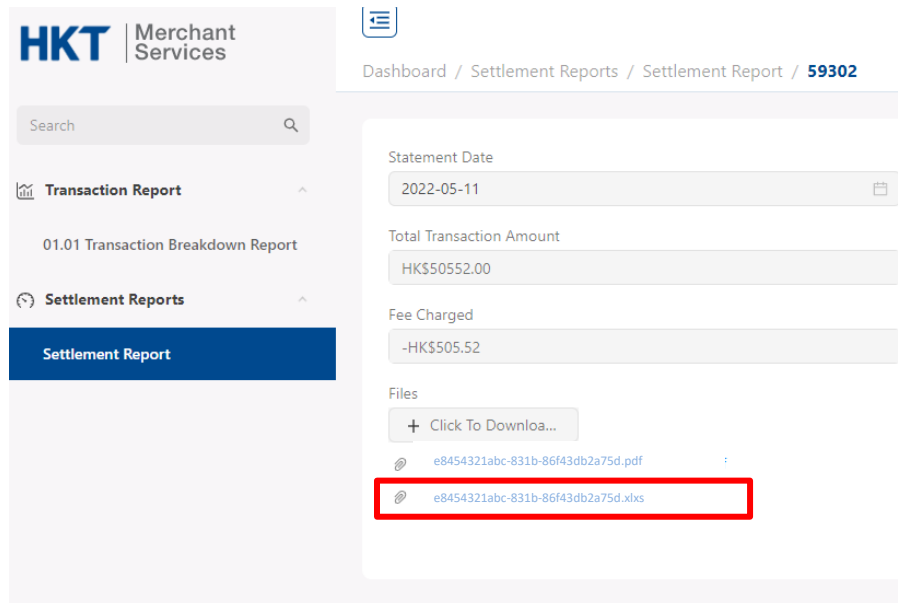 HKT Merchant
Services
Dashboard / Settlement Reports / Settlement Report / 59302
Search
Transaction Report
01.01 Transaction Breakdown Report
Settlement Reports
Settlement Report
Statement Date
2022-05-11
Total Transaction Amount
HK$50552.00
Fee Charged
-HK$505.52
Files
+ Click To Downloa...
e8454321abc-831b-86f43db2a75d.pdf :
e8454321abc-831b-86f43db2a75d.xlxs